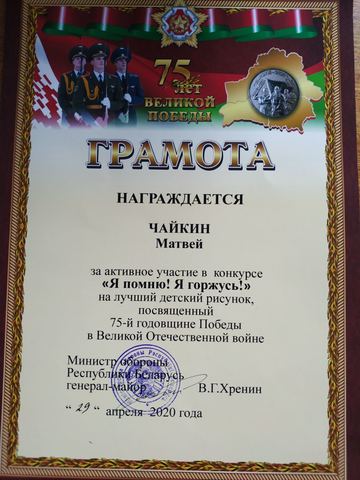 75
лет
ВЕЛИКОЙ
ПОБЕДЫ
ГРАМОТА
НАГРАЖДАЕТСЯ
ЧАЙКИН
Матвей
за активное участие в конкурсе
«Я помню! Я горжусь!»
на лучший детский рисунок,
посвященный
75-й годовщине Победы
в Великой Отечественной войне
Министр обороны
Республики Беларусь
генерал-майор В.Г.Хренин
"29" апреля 2020 года